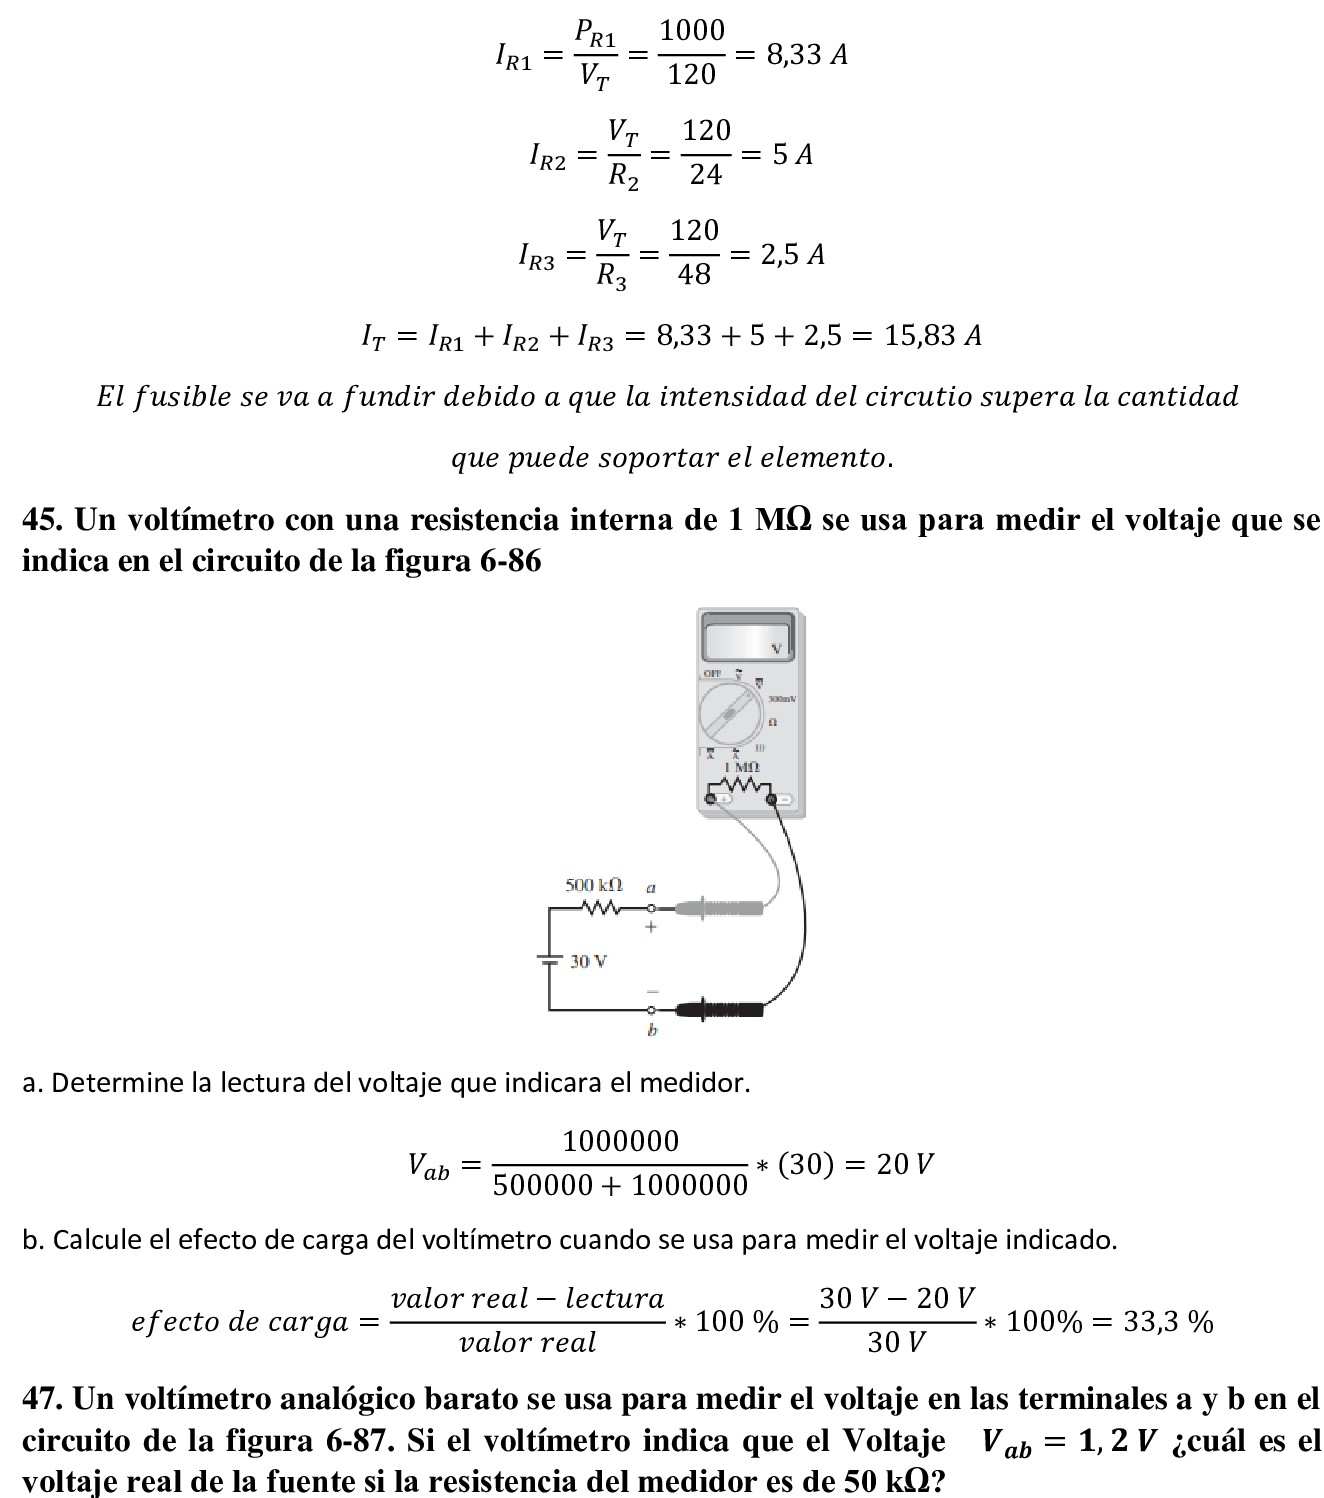 I_{R1} = \frac{P_{R1}}{V_T} = \frac{1000}{120} = 8,33 A
I_{R2} = \frac{V_T}{R_2} = \frac{120}{24} = 5 A
I_{R3} = \frac{V_T}{R_3} = \frac{120}{48} = 2,5 A
I_T = I_{R1} + I_{R2} + I_{R3} = 8,33 + 5 + 2,5 = 15,83 A
El fusible se va a fundir debido a que la intensidad del circutio supera la cantidad
que puede soportar el elemento.
45. Un voltímetro con una resistencia interna de 1 MΩ se usa para medir el voltaje que se
indica en el circuito de la figura 6-86
V
OFF
300mV
Ω
10
1 MΩ
+ −
500 kΩ a
+
30 V
−
b
a. Determine la lectura del voltaje que indicara el medidor.
V_{ab} = \frac{1000000}{500000 + 1000000} ∗ (30) = 20 V
b. Calcule el efecto de carga del voltímetro cuando se usa para medir el voltaje indicado.
efecto de carga = \frac{valor real − lectura}{valor real} ∗ 100 % = \frac{30 V − 20 V}{30 V} ∗ 100% = 33,3 %
47. Un voltímetro analógico barato se usa para medir el voltaje en las terminales a y b en el
circuito de la figura 6-87. Si el voltímetro indica que el Voltaje V_{ab} = 1,2 V ¿cuál es el
voltaje real de la fuente si la resistencia del medidor es de 50 kΩ?